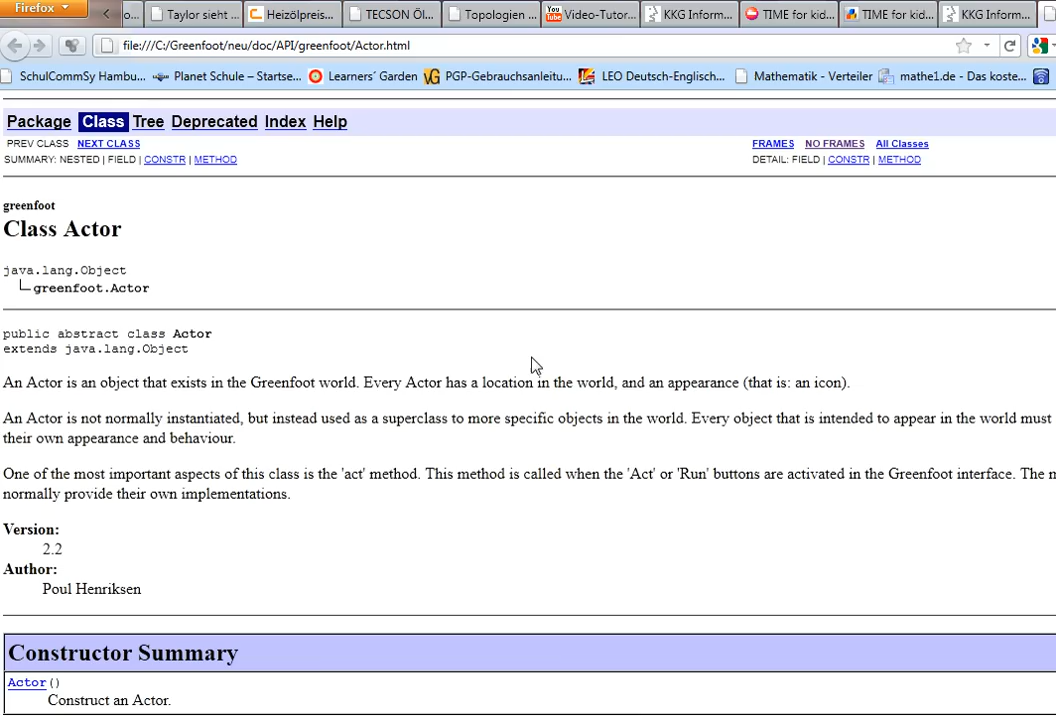 Firefox
o...
Taylor sieht ...
Heizölpreis...
TECSON Öl...
Topologien ...
You Tube
Video-Tutor...
KKG Inform...
TIME for kid...
TIME for kid...
KKG Inform...
file:///C:/Greenfoot/neu/doc/API/greenfoot/Actor.html
SchulCommSy Hambu...
Planet Schule – Startse...
Learners´ Garden
PGP-Gebrauchsanleitu...
LEO Deutsch-Englisch...
Mathematik - Verteiler
mathe1.de - Das koste...
Package Class Tree Deprecated Index Help
PREV CLASS NEXT CLASS
FRAMES NO FRAMES All Classes
SUMMARY: NESTED | FIELD | CONSTR | METHOD
DETAIL: FIELD | CONSTR | METHOD
greenfoot
Class Actor
java.lang.Object
greenfoot.Actor
public abstract class Actor
extends java.lang.Object
An Actor is an object that exists in the Greenfoot world. Every Actor has a location in the world, and an appearance (that is: an icon).
An Actor is not normally instantiated, but instead used as a superclass to more specific objects in the world. Every object that is intended to appear in the world must
their own appearance and behaviour.
One of the most important aspects of this class is the 'act' method. This method is called when the 'Act' or 'Run' buttons are activated in the Greenfoot interface. The
normally provide their own implementations.
Version:
2.2
Author:
Poul Henriksen
Constructor Summary
Actor()
Construct an Actor.